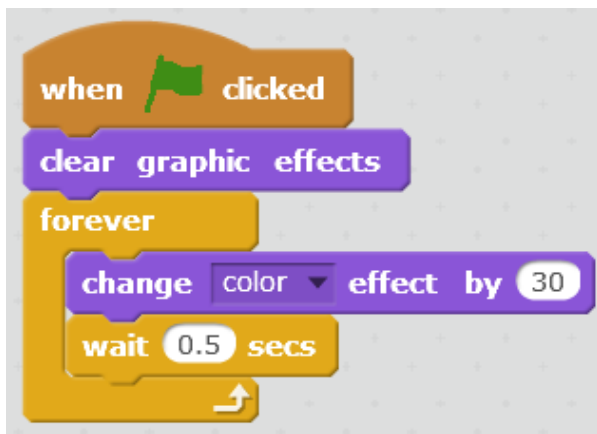 when clicked
clear graphic effects
forever
change color effect by 30
wait 0.5 secs